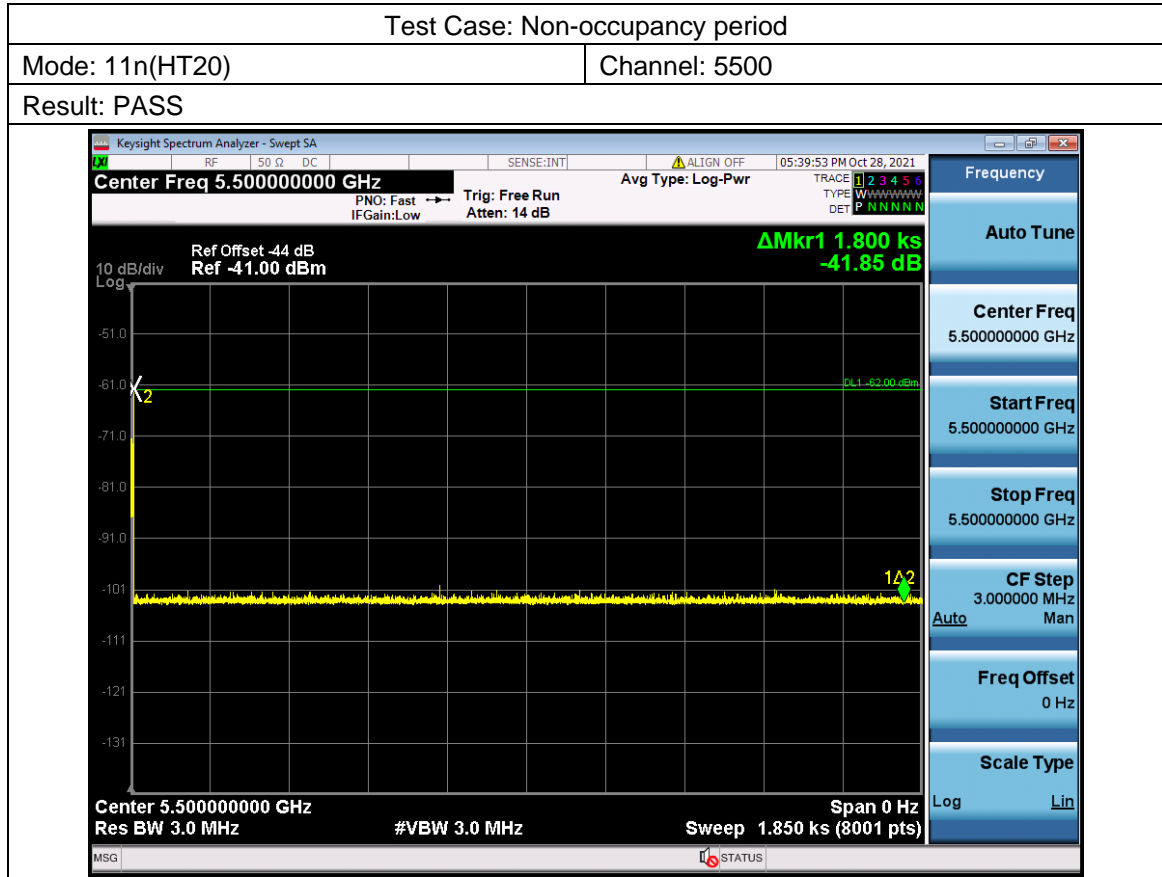 Test Case: Non-occupancy period
Mode: 11n(HT20) Channel: 5500
Result: PASS
Keysight Spectrum Analyzer - Swept SA
LXI RF 50 Ω DC SENSE:INT ALIGN OFF 05:39:53 PM Oct 28, 2021
Center Freq 5.500000000 GHz Avg Type: Log-Pwr TRACE 1 2 3 4 5 6
PNO: Fast Trig: Free Run TYPE WWWWWW
IFGain:Low Atten: 14 dB DET P N N N N N
ΔMkr1 1.800 ks
-41.85 dB
Ref Offset -44 dB
10 dB/div Ref -41.00 dBm
Log
-51.0
-61.0
DL1 -62.00 dBm
2
-71.0
-81.0
-91.0
-101
1Δ2
-111
-121
-131
Center 5.500000000 GHz Span 0 Hz
Res BW 3.0 MHz #VBW 3.0 MHz Sweep 1.850 ks (8001 pts)
MSG STATUS
Frequency
Auto Tune
Center Freq
5.500000000 GHz
Start Freq
5.500000000 GHz
Stop Freq
5.500000000 GHz
CF Step
3.000000 MHz
Auto Man
Freq Offset
0 Hz
Scale Type
Log Lin